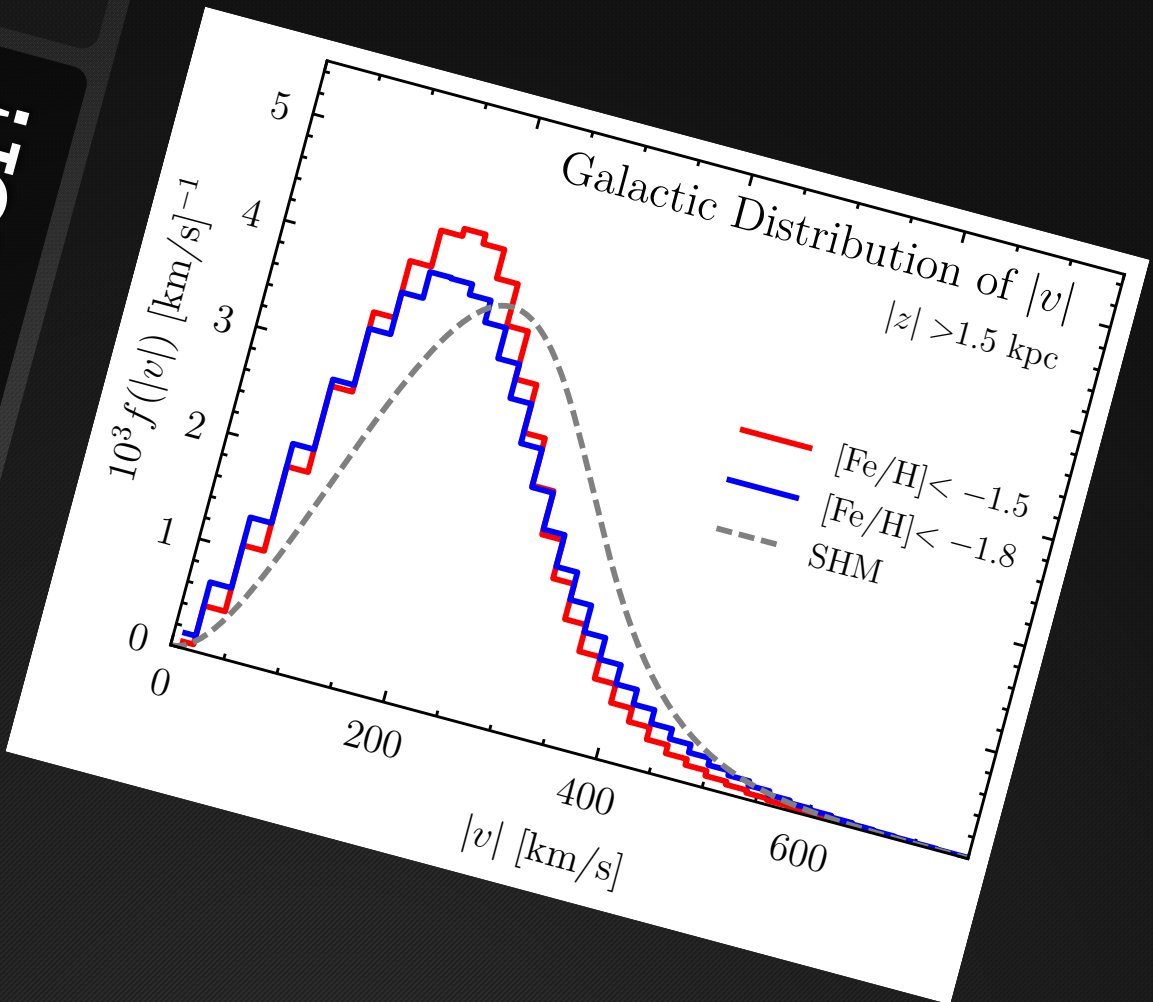 Galactic Distribution of |v|
|z| >1.5 kpc
[Fe/H]< −1.5
[Fe/H]< −1.8
SHM
10³f(|v|) [km/s]⁻¹
5
4
3
2
1
0
0
200
400
600
|v| [km/s]